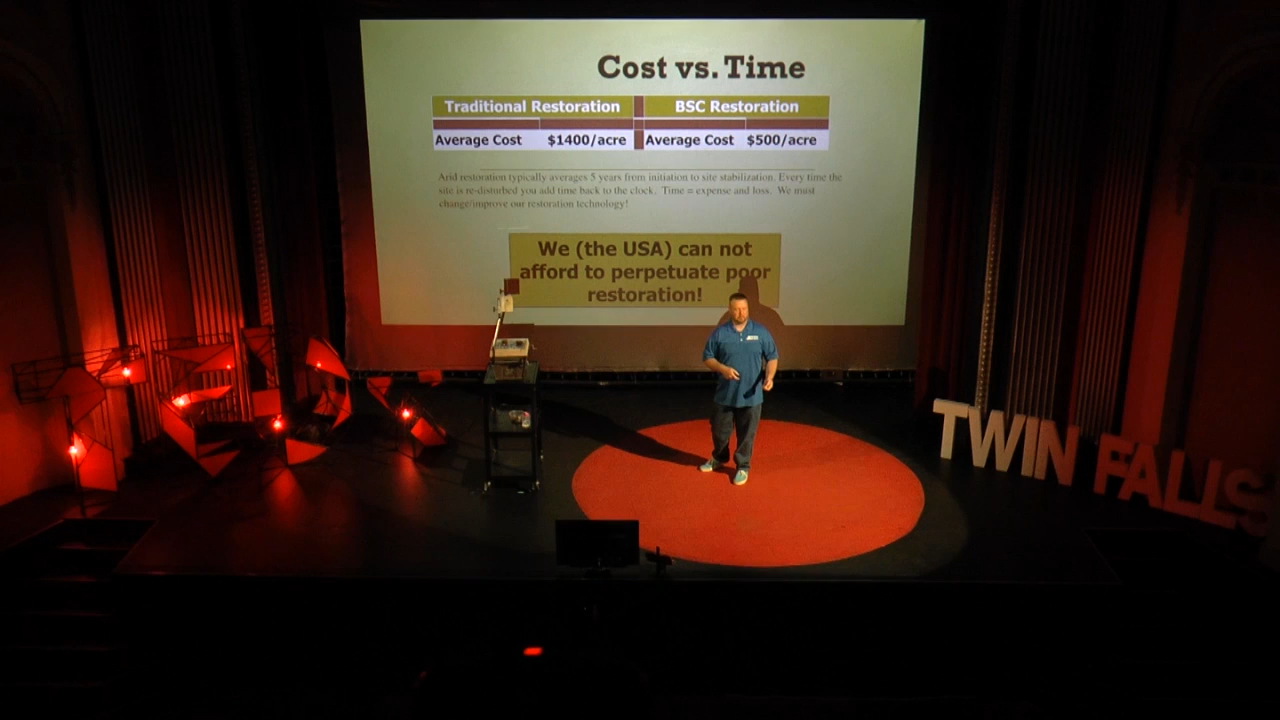 Cost vs. Time
Traditional Restoration BSC Restoration
Average Cost $1400/acre Average Cost $500/acre
Arid restoration typically averages 5 years from initiation to site stabilization. Every time the
site is re-disturbed you add time back to the clock. Time = expense and loss. We must
change/improve our restoration technology!
We (the USA) can not
afford to perpetuate poor
restoration!
TWIN FALLS